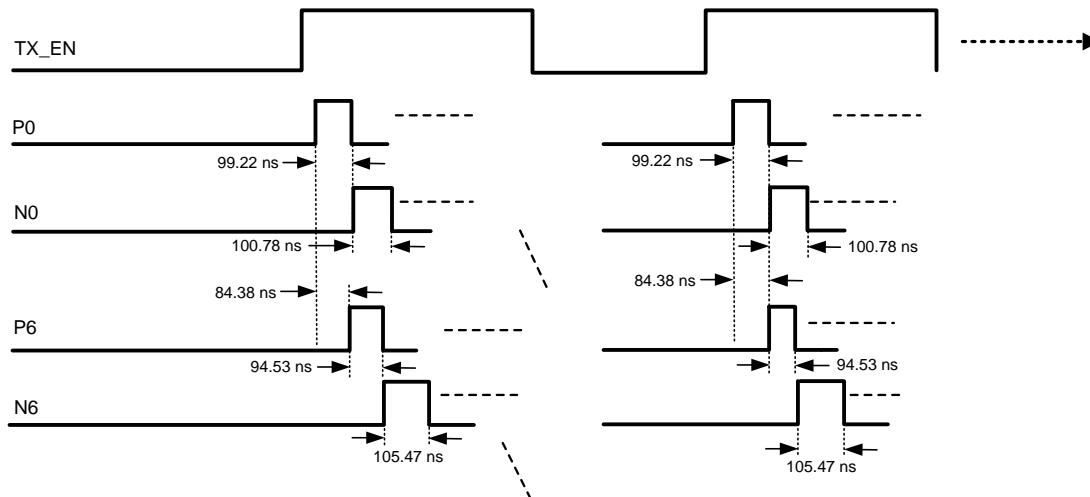 TX_EN
P0
99.22 ns
99.22 ns
N0
100.78 ns
100.78 ns
84.38 ns
84.38 ns
P6
94.53 ns
94.53 ns
N6
105.47 ns
105.47 ns